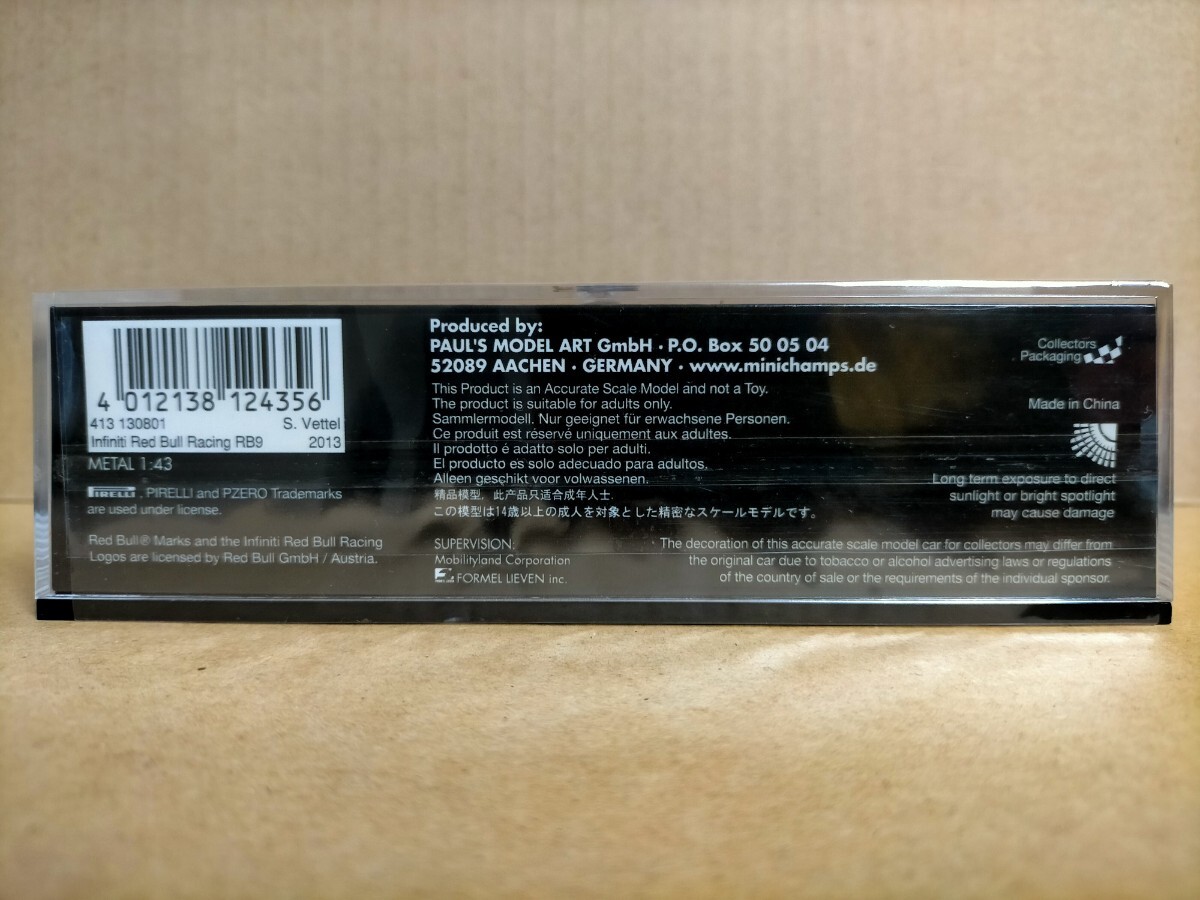 4 012138 124356
413 130801 S. Vettel
Infiniti Red Bull Racing RB9 2013
METAL 1:43
PIRELLI, PIRELLI and PZERO Trademarks
are used under license.
Red Bull® Marks and the Infiniti Red Bull Racing
Logos are licensed by Red Bull GmbH / Austria.
Produced by:
PAUL'S MODEL ART GmbH · P.O. Box 50 05 04
52089 AACHEN · GERMANY · www.minichamps.de
This Product is an Accurate Scale Model and not a Toy.
The product is suitable for adults only.
Sammlermodell. Nur geeignet für erwachsene Personen.
Ce produit est réservé uniquement aux adultes.
Il prodotto é adatto solo per adulti.
El producto es solo adecuado para adultos.
Alleen geschikt voor volwassenen.
精品模型，此产品只适合成年人士.
この模型は14歳以上の成人を対象とした精密なスケールモデルです。
SUPERVISION:
Mobilityland Corporation
FORMEL LIEVEN inc.
Collectors
Packaging
Made in China
Long term exposure to direct
sunlight or bright spotlight
may cause damage
The decoration of this accurate scale model car for collectors may differ from
the original car due to tobacco or alcohol advertising laws or regulations
of the country of sale or the requirements of the individual sponsor.